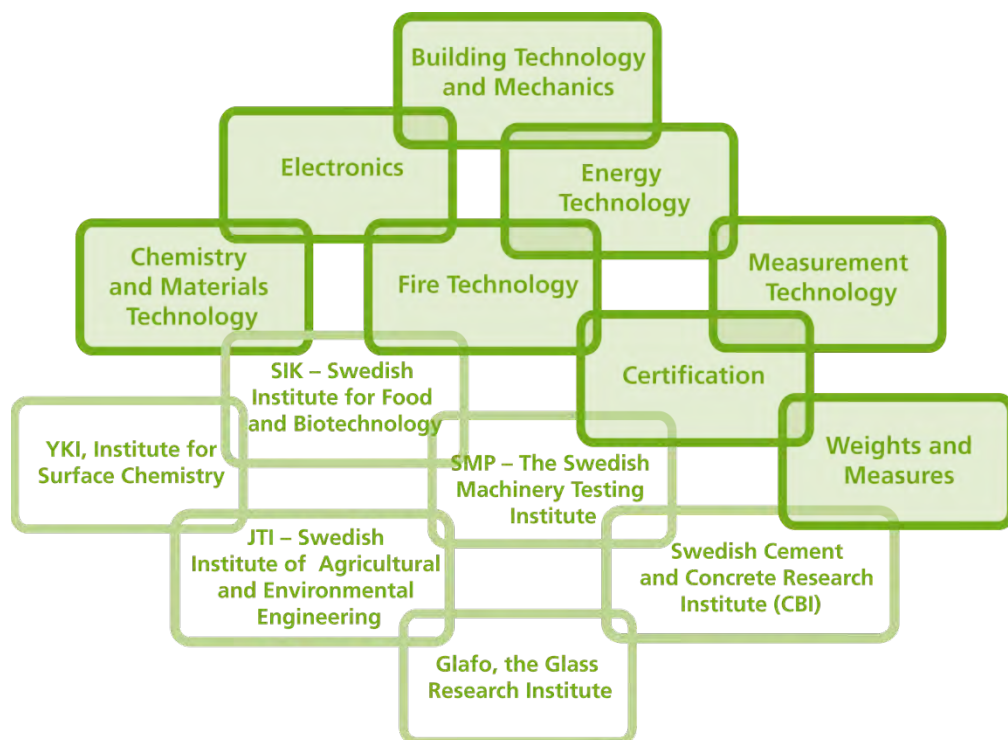 Building Technology
and Mechanics
Electronics
Energy
Technology
Chemistry
and Materials
Technology
Fire Technology
Measurement
Technology
SIK – Swedish
Institute for Food
and Biotechnology
Certification
YKI, Institute for
Surface Chemistry
SMP – The Swedish
Machinery Testing
Institute
Weights and
Measures
JTI – Swedish
Institute of Agricultural
and Environmental
Engineering
Swedish Cement
and Concrete Research
Institute (CBI)
Glafo, the Glass
Research Institute